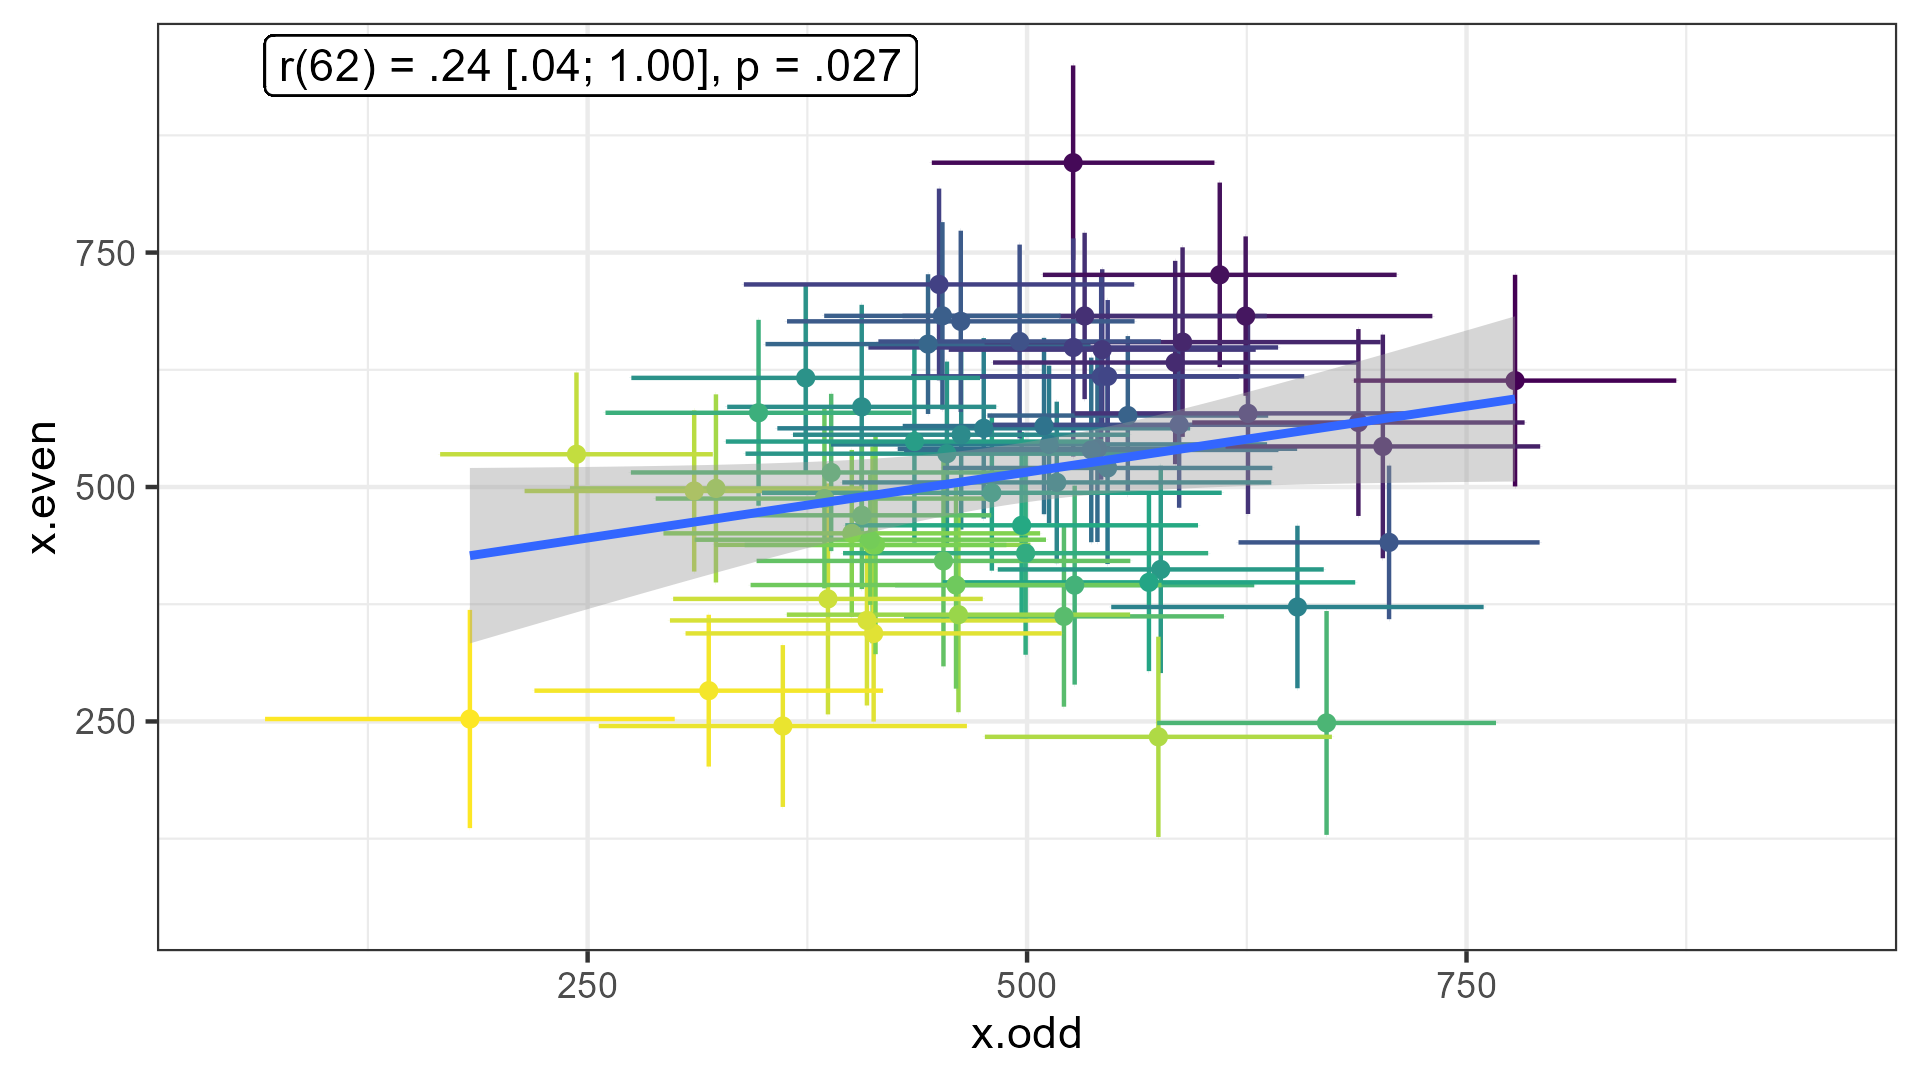 r(62) = .24 [.04; 1.00], p = .027
x.even
750
500
250
250
500
750
x.odd